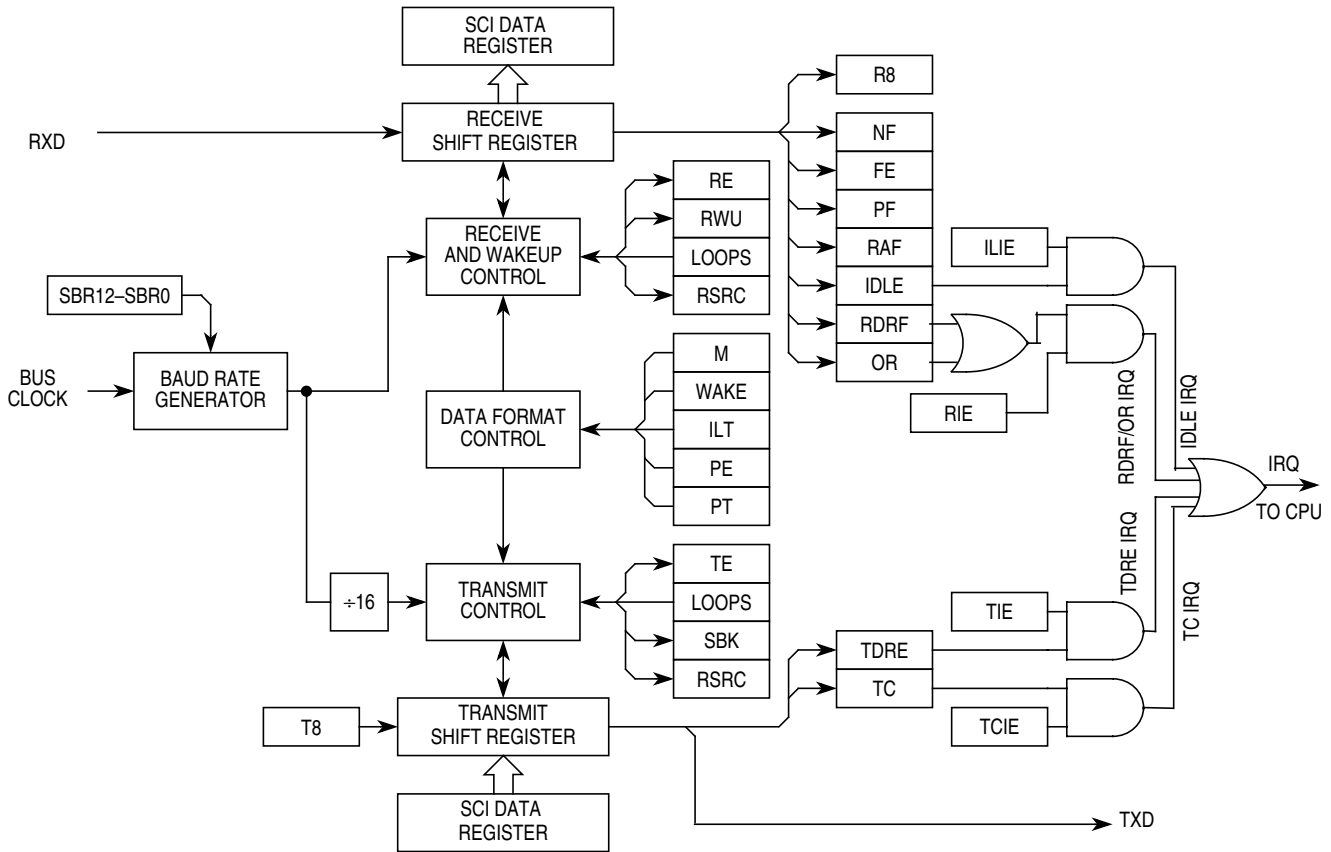 SCI DATA
REGISTER
R8
RXD
RECEIVE
SHIFT REGISTER
NF
FE
PF
RAF
IDLE
RDRF
OR
RE
RWU
LOOPS
RSRC
RECEIVE
AND WAKEUP
CONTROL
ILIE
SBR12–SBR0
BUS
CLOCK
BAUD RATE
GENERATOR
DATA FORMAT
CONTROL
M
WAKE
ILT
PE
PT
RIE
RDRF/OR IRQ
IDLE IRQ
IRQ
TO CPU
TDRE IRQ
TC IRQ
÷16
TRANSMIT
CONTROL
TE
LOOPS
SBK
RSRC
TIE
TDRE
TC
TCIE
T8
TRANSMIT
SHIFT REGISTER
SCI DATA
REGISTER
TXD